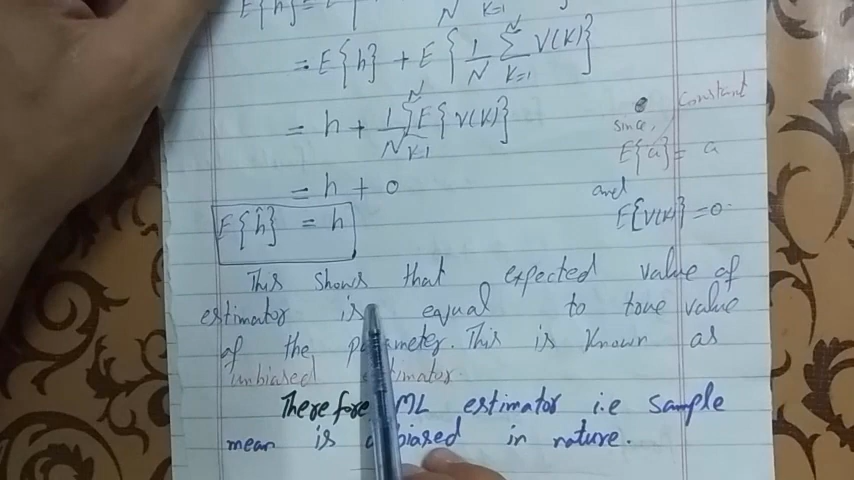 E{ĥ} = E{ N K=1
= E{h} + E{ 1/N Σ_{K=1}^{N} V(K) }
= h + 1/N Σ_{K=1}^{N} E{ V(K) }
since, constant
E{a} = a
= h + 0
and
E{V(K)} = 0
E{ĥ} = h
This shows that expected value of
estimator is equal to true value
of the parameter. This is known as
unbiased estimator.
Therefore ML estimator i.e sample
mean is unbiased in nature.